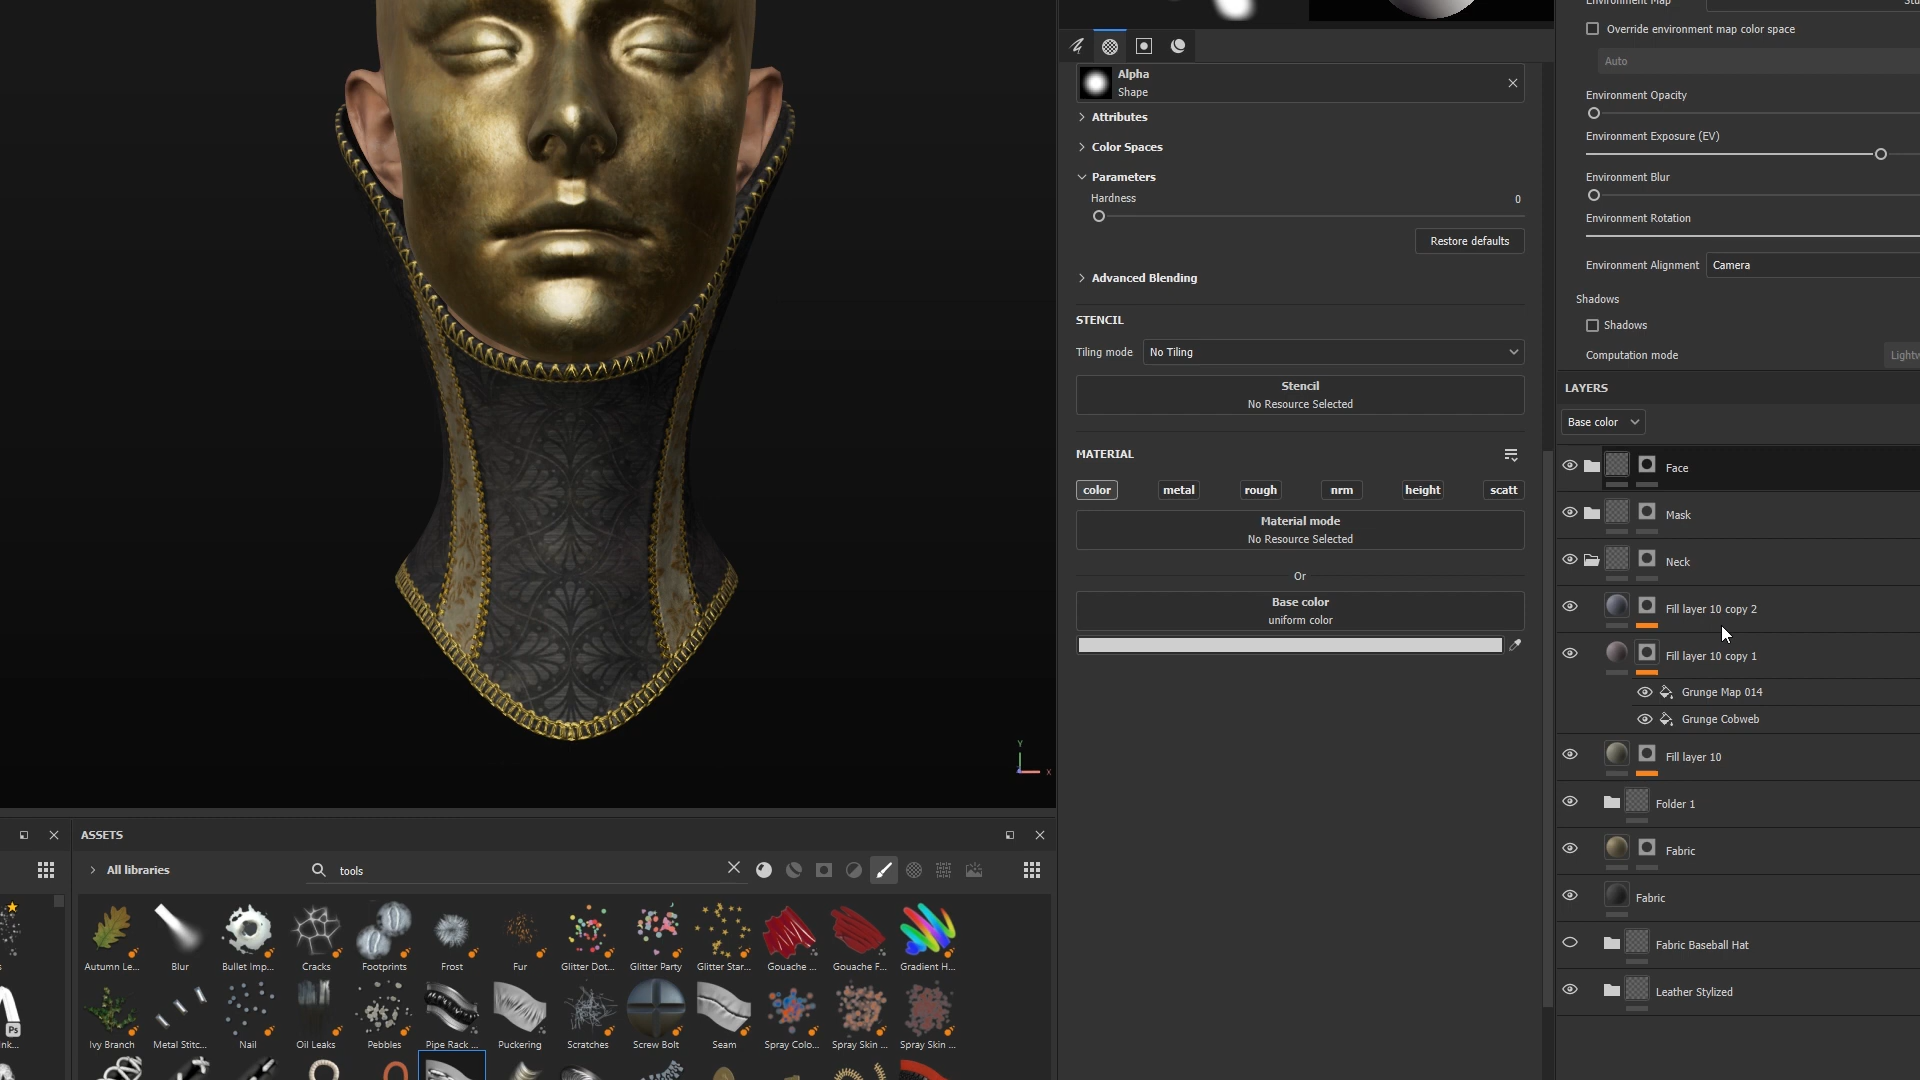 Override environment map color space
Auto
Environment Opacity
Environment Exposure (EV)
Environment Blur
Environment Rotation
Environment Alignment
Camera
Shadows
Shadows
Computation mode
Alpha
Shape
Attributes
Color Spaces
Parameters
Hardness
0
Restore defaults
Advanced Blending
STENCIL
Tiling mode
No Tiling
Stencil
No Resource Selected
MATERIAL
color
metal
rough
nrm
height
scatt
Material mode
No Resource Selected
Or
Base color
uniform color
LAYERS
Base color
Face
Mask
Neck
Fill layer 10 copy 2
Fill layer 10 copy 1
Grunge Map 014
Grunge Cobweb
Fill layer 10
Folder 1
Fabric
Fabric
Fabric Baseball Hat
Leather Stylized
Y
X
ASSETS
All libraries
tools
Autumn Le...
Blur
Bullet Imp...
Cracks
Footprints
Frost
Fur
Glitter Dot...
Glitter Party
Glitter Star...
Gouache ...
Gouache F...
Gradient H...
Ps
Ivy Branch
Metal Stitc...
Nail
Oil Leaks
Pebbles
Pipe Rack ...
Puckering
Scratches
Screw Bolt
Seam
Spray Colo...
Spray Skin ...
Spray Skin ...